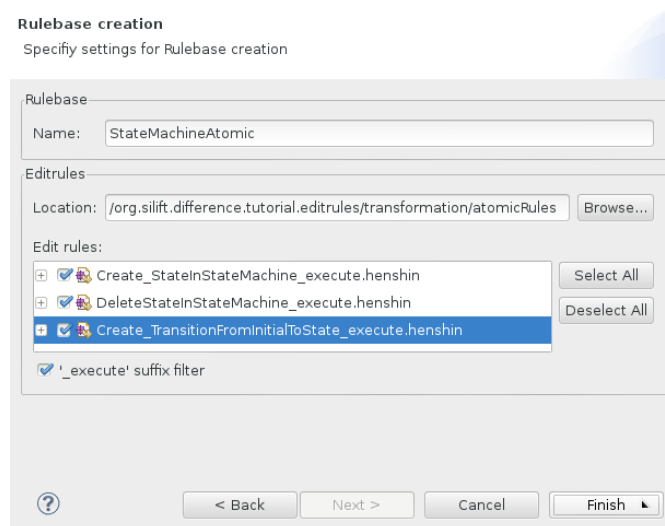 Rulebase creation
Specifiy settings for Rulebase creation
Rulebase
Name: StateMachineAtomic
Editrules
Location: /org.silift.difference.tutorial.editrules/transformation/atomicRules Browse...
Edit rules:
Create_StateInStateMachine_execute.henshin Select All
DeleteStateInStateMachine_execute.henshin Deselect All
Create_TransitionFromInitialToState_execute.henshin
'_execute' suffix filter
? < Back Next > Cancel Finish